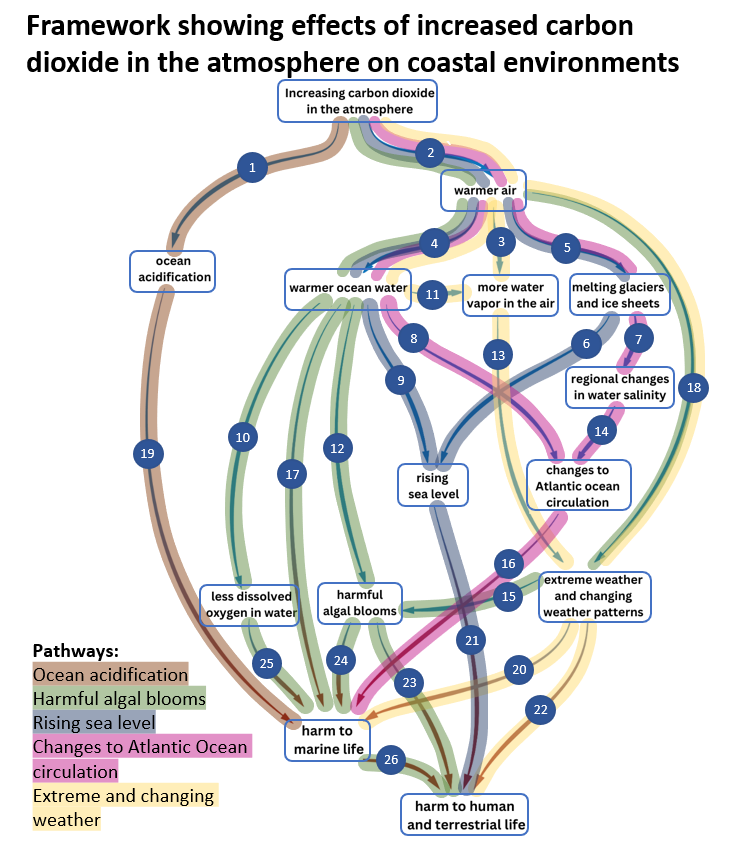 Framework showing effects of increased carbon
dioxide in the atmosphere on coastal environments
Increasing carbon dioxide
in the atmosphere
2
1
warmer air
4
3
5
ocean
acidification
warmer ocean water
11
more water
vapor in the air
melting glaciers
and ice sheets
8
6
7
13
9
regional changes
in water salinity
18
10
12
14
19
17
rising
sea level
changes to
Atlantic ocean
circulation
16
15
less dissolved
oxygen in water
harmful
algal blooms
extreme weather
and changing
weather patterns
21
25
24
20
23
22
Pathways:
Ocean acidification
Harmful algal blooms
Rising sea level
Changes to Atlantic Ocean
circulation
Extreme and changing
weather
harm to
marine life
26
harm to human
and terrestrial life